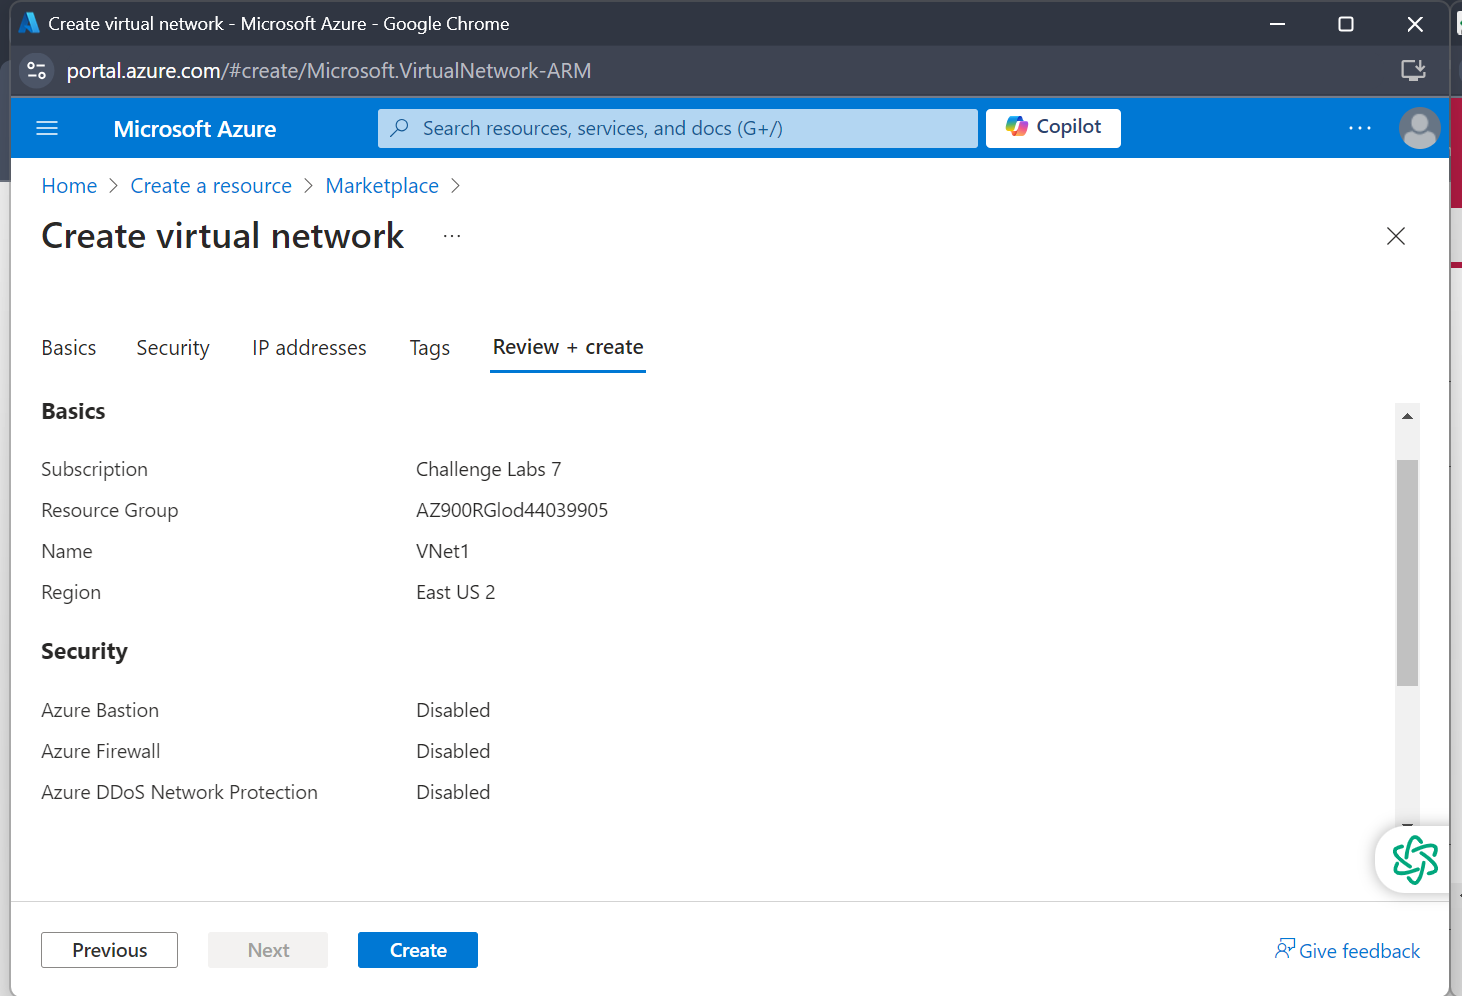 Create virtual network - Microsoft Azure - Google Chrome
portal.azure.com/#create/Microsoft.VirtualNetwork-ARM
Microsoft Azure
Search resources, services, and docs (G+/)
Copilot
...
Home > Create a resource > Marketplace >
Create virtual network ...
Basics Security IP addresses Tags Review + create
Basics
Subscription Challenge Labs 7
Resource Group AZ900RGlod44039905
Name VNet1
Region East US 2
Security
Azure Bastion Disabled
Azure Firewall Disabled
Azure DDoS Network Protection Disabled
Previous Next Create Give feedback